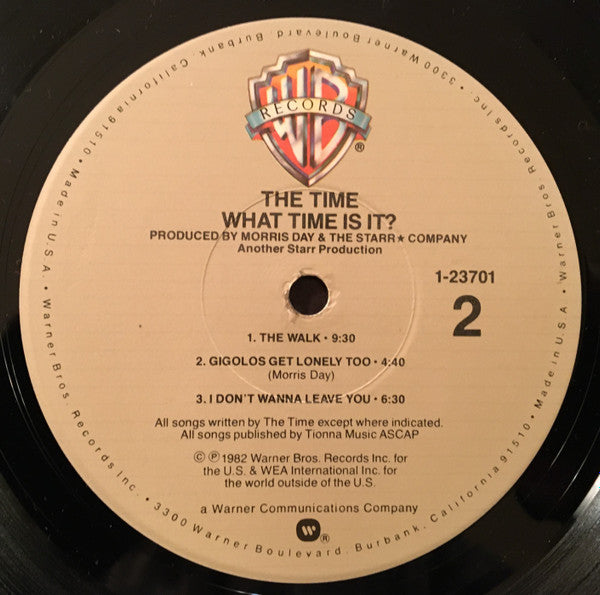 WB
RECORDS
®
THE TIME
WHAT TIME IS IT?
PRODUCED BY MORRIS DAY & THE STARR★ COMPANY
Another Starr Production
1-23701
2
1. THE WALK • 9:30
2. GIGOLOS GET LONELY TOO • 4:40
(Morris Day)
3. I DON'T WANNA LEAVE YOU • 6:30
All songs written by The Time except where indicated.
All songs published by Tionna Music ASCAP
© ℗ 1982 Warner Bros. Records Inc. for
the U.S. & WEA International Inc. for
the world outside of the U.S.
a Warner Communications Company
W®
Warner Bros. Records Inc. • 3300 Warner Boulevard. Burbank, California 91510 • Made in U.S.A. • Warner Bros. Records Inc. • 3300 Warner Boulevard, Burbank, California 91510 • Made in U.S.A. •